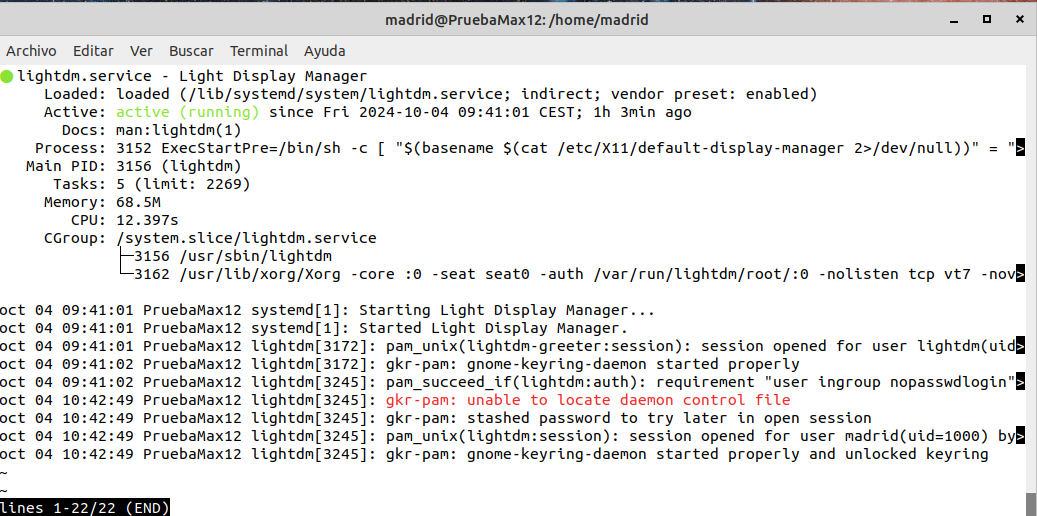 madrid@PruebaMax12: /home/madrid
Archivo Editar Ver Buscar Terminal Ayuda
lightdm.service - Light Display Manager
Loaded: loaded (/lib/systemd/system/lightdm.service; indirect; vendor preset: enabled)
Active: active (running) since Fri 2024-10-04 09:41:01 CEST; 1h 3min ago
Docs: man:lightdm(1)
Process: 3152 ExecStartPre=/bin/sh -c [ "$(basename $(cat /etc/X11/default-display-manager 2>/dev/null))" = ">
Main PID: 3156 (lightdm)
Tasks: 5 (limit: 2269)
Memory: 68.5M
CPU: 12.397s
CGroup: /system.slice/lightdm.service
├─3156 /usr/sbin/lightdm
└─3162 /usr/lib/xorg/Xorg -core :0 -seat seat0 -auth /var/run/lightdm/root/:0 -nolisten tcp vt7 -nov>
oct 04 09:41:01 PruebaMax12 systemd[1]: Starting Light Display Manager...
oct 04 09:41:01 PruebaMax12 systemd[1]: Started Light Display Manager.
oct 04 09:41:01 PruebaMax12 lightdm[3172]: pam_unix(lightdm-greeter:session): session opened for user lightdm(uid>
oct 04 09:41:02 PruebaMax12 lightdm[3172]: gkr-pam: gnome-keyring-daemon started properly
oct 04 09:41:02 PruebaMax12 lightdm[3245]: pam_succeed_if(lightdm:auth): requirement "user ingroup nopasswdlogin">
oct 04 10:42:49 PruebaMax12 lightdm[3245]: gkr-pam: unable to locate daemon control file
oct 04 10:42:49 PruebaMax12 lightdm[3245]: gkr-pam: stashed password to try later in open session
oct 04 10:42:49 PruebaMax12 lightdm[3245]: pam_unix(lightdm:session): session opened for user madrid(uid=1000) by>
oct 04 10:42:49 PruebaMax12 lightdm[3245]: gkr-pam: gnome-keyring-daemon started properly and unlocked keyring
~
~
lines 1-22/22 (END)